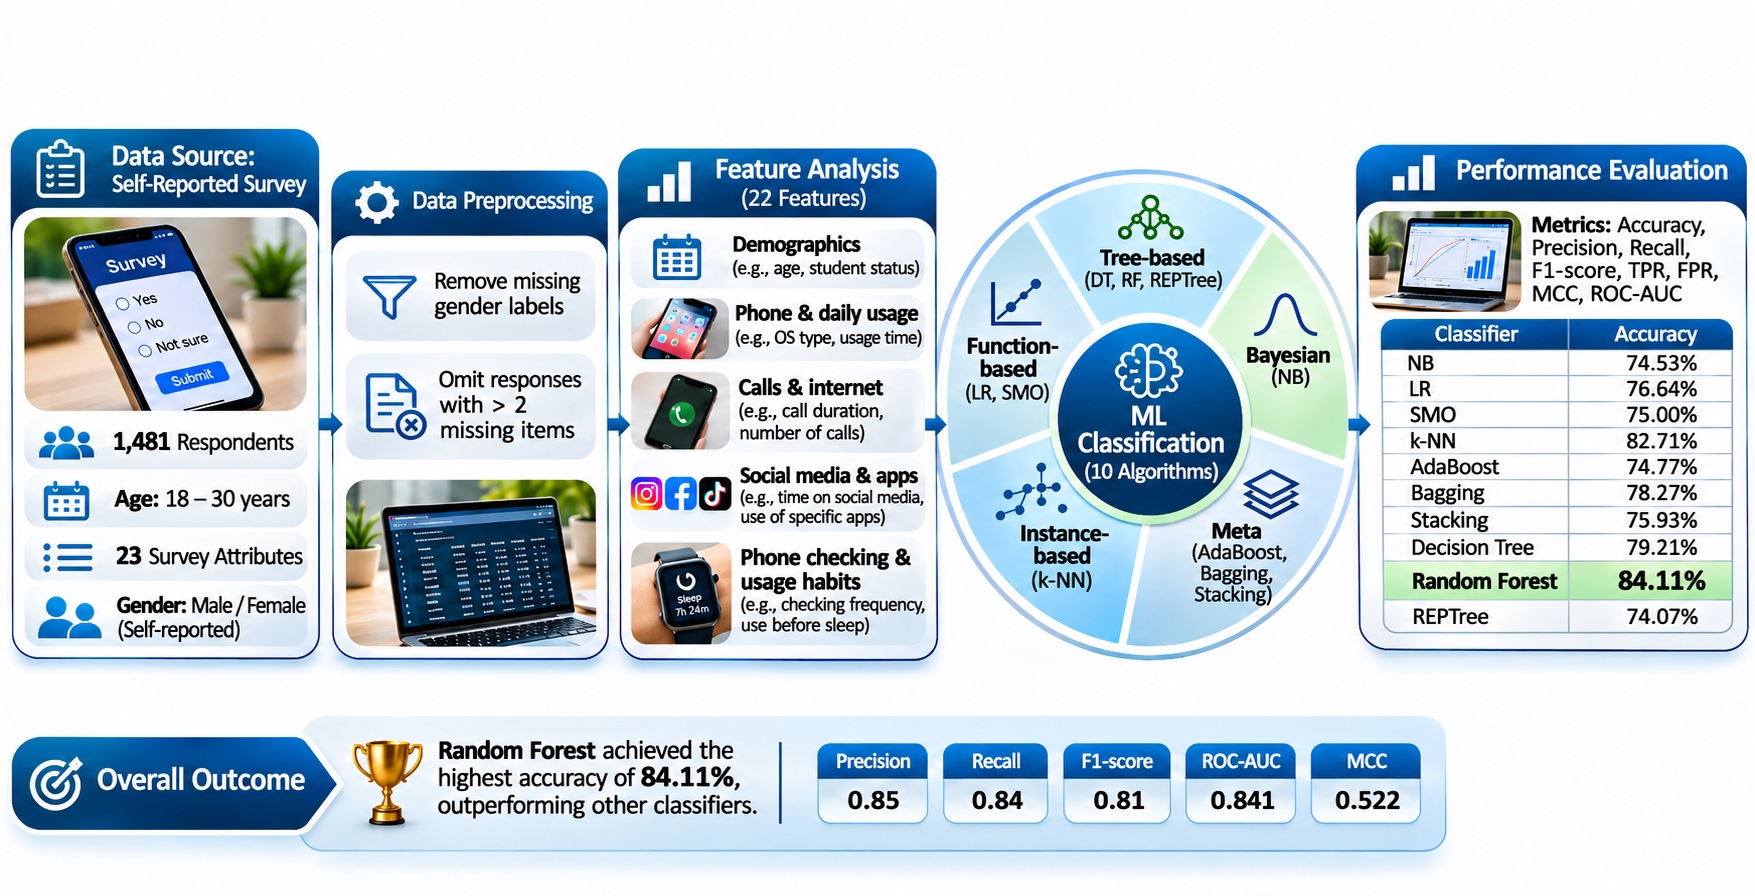 Data Source:
Self-Reported Survey
Survey
Yes
No
Not sure
Submit
1,481 Respondents
Age: 18 – 30 years
23 Survey Attributes
Gender: Male / Female
(Self-reported)
Data Preprocessing
Remove missing
gender labels
Omit responses
with > 2
missing items
Feature Analysis
(22 Features)
Demographics
(e.g., age, student status)
Phone & daily usage
(e.g., OS type, usage time)
Calls & internet
(e.g., call duration,
number of calls)
Social media & apps
(e.g., time on social media,
use of specific apps)
Sleep
7h 24m
Phone checking &
usage habits
(e.g., checking frequency,
use before sleep)
Tree-based
(DT, RF, REPTree)
Function-
based
(LR, SMO)
Bayesian
(NB)
ML
Classification
(10 Algorithms)
Instance-
based
(k-NN)
Meta
(AdaBoost,
Bagging,
Stacking)
Performance Evaluation
Metrics: Accuracy,
Precision, Recall,
F1-score, TPR, FPR,
MCC, ROC-AUC
Classifier Accuracy
NB 74.53%
LR 76.64%
SMO 75.00%
k-NN 82.71%
AdaBoost 74.77%
Bagging 78.27%
Stacking 75.93%
Decision Tree 79.21%
Random Forest 84.11%
REPTree 74.07%
Overall Outcome
Random Forest achieved the
highest accuracy of 84.11%,
outperforming other classifiers.
Precision Recall F1-score ROC-AUC MCC
0.85 0.84 0.81 0.841 0.522